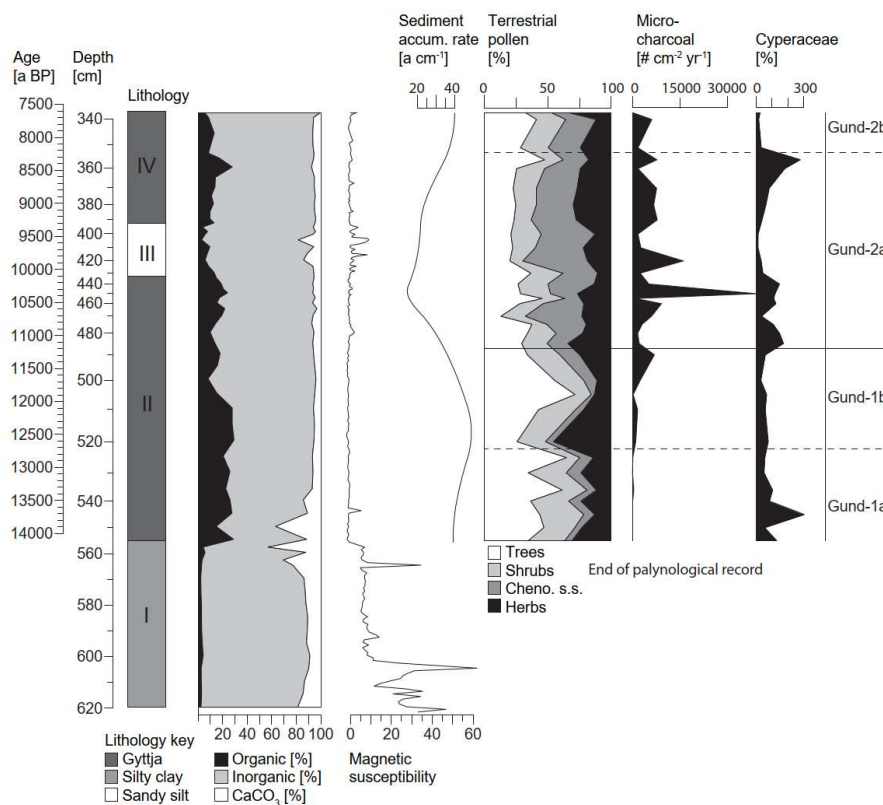 Age
[a BP]
Depth
[cm]
Lithology
Sediment
accum. rate
[a cm-1]
20 40
Terrestrial
pollen
[%]
0 50 100
Micro-
charcoal
[# cm-2 yr-1]
15000 30000
Cyperaceae
[%]
0 300
7500
8000
8500
9000
9500
10000
10500
11000
11500
12000
12500
13000
13500
14000
340
360
380
400
420
440
460
480
500
520
540
560
580
600
620
IV
III
II
I
Gund-2b
Gund-2a
Gund-1b
Gund-1a
Trees
Shrubs
Cheno. s.s.
Herbs
End of palynological record
20 40 60 80 100
0 20 40 60
Magnetic
susceptibility
Lithology key
Gyttja
Silty clay
Sandy silt
Organic [%]
Inorganic [%]
CaCO3 [%]